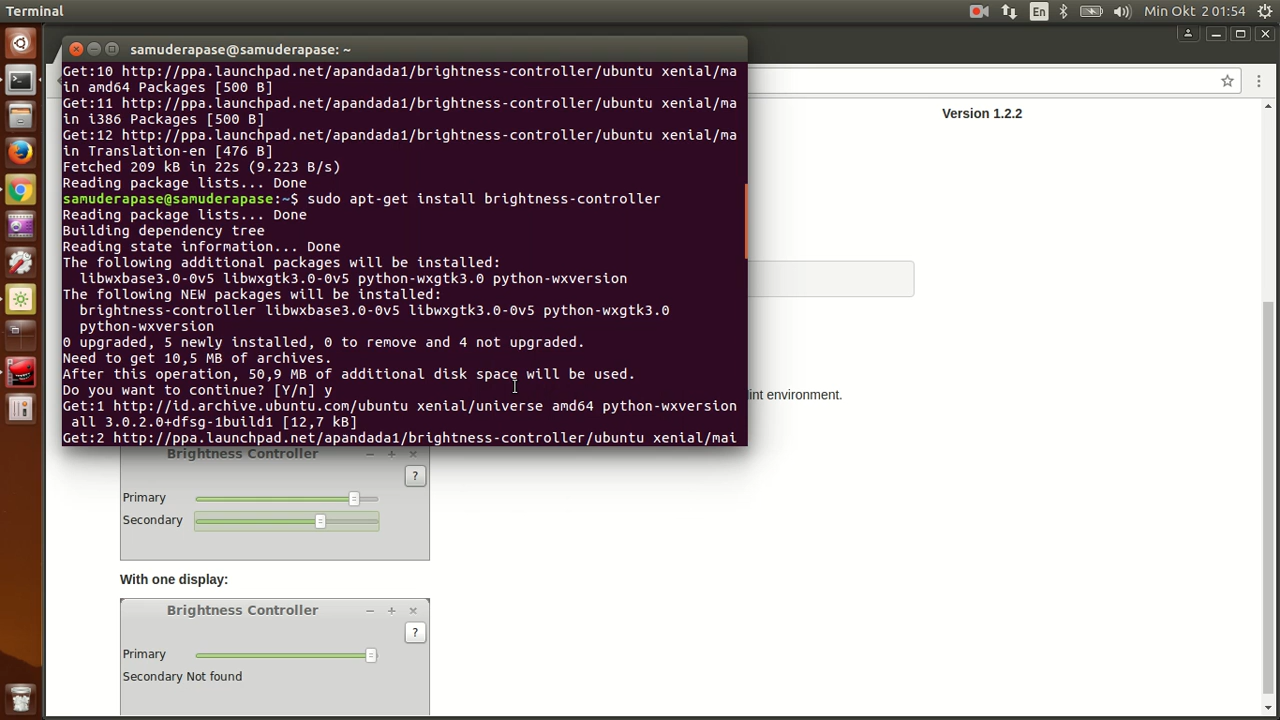 Terminal
En
Min Okt 2 01:54
samuderapase@samuderapase: ~
Get:10 http://ppa.launchpad.net/apandada1/brightness-controller/ubuntu xenial/ma
in amd64 Packages [500 B]
Get:11 http://ppa.launchpad.net/apandada1/brightness-controller/ubuntu xenial/ma
in i386 Packages [500 B]
Get:12 http://ppa.launchpad.net/apandada1/brightness-controller/ubuntu xenial/ma
in Translation-en [476 B]
Fetched 209 kB in 22s (9.223 B/s)
Reading package lists... Done
samuderapase@samuderapase:~$ sudo apt-get install brightness-controller
Reading package lists... Done
Building dependency tree
Reading state information... Done
The following additional packages will be installed:
libwxbase3.0-0v5 libwxgtk3.0-0v5 python-wxgtk3.0 python-wxversion
The following NEW packages will be installed:
brightness-controller libwxbase3.0-0v5 libwxgtk3.0-0v5 python-wxgtk3.0
python-wxversion
0 upgraded, 5 newly installed, 0 to remove and 4 not upgraded.
Need to get 10,5 MB of archives.
After this operation, 50,9 MB of additional disk space will be used.
Do you want to continue? [Y/n] y
Get:1 http://id.archive.ubuntu.com/ubuntu xenial/universe amd64 python-wxversion
all 3.0.2.0+dfsg-1build1 [12,7 kB]
Get:2 http://ppa.launchpad.net/apandada1/brightness-controller/ubuntu xenial/mai
Version 1.2.2
int environment.
Brightness Controller
?
Primary
Secondary
With one display:
Brightness Controller
?
Primary
Secondary Not found